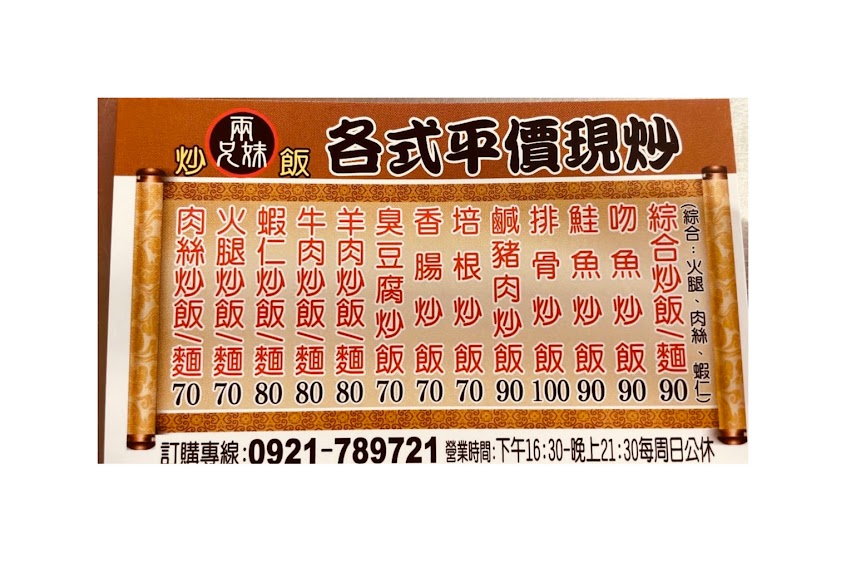 炒 兩兄妹 飯 各式平價現炒
肉絲炒飯/麵 70
火腿炒飯/麵 70
蝦仁炒飯/麵 80
牛肉炒飯/麵 80
羊肉炒飯/麵 80
臭豆腐炒飯 70
香腸炒飯 70
培根炒飯 70
鹹豬肉炒飯 90
排骨炒飯 100
鮭魚炒飯 90
吻魚炒飯 90
綜合炒飯/麵 90
(綜合:火腿、肉絲、蝦仁)
訂購專線:0921-789721 營業時間:下午16:30-晚上21:30每周日公休